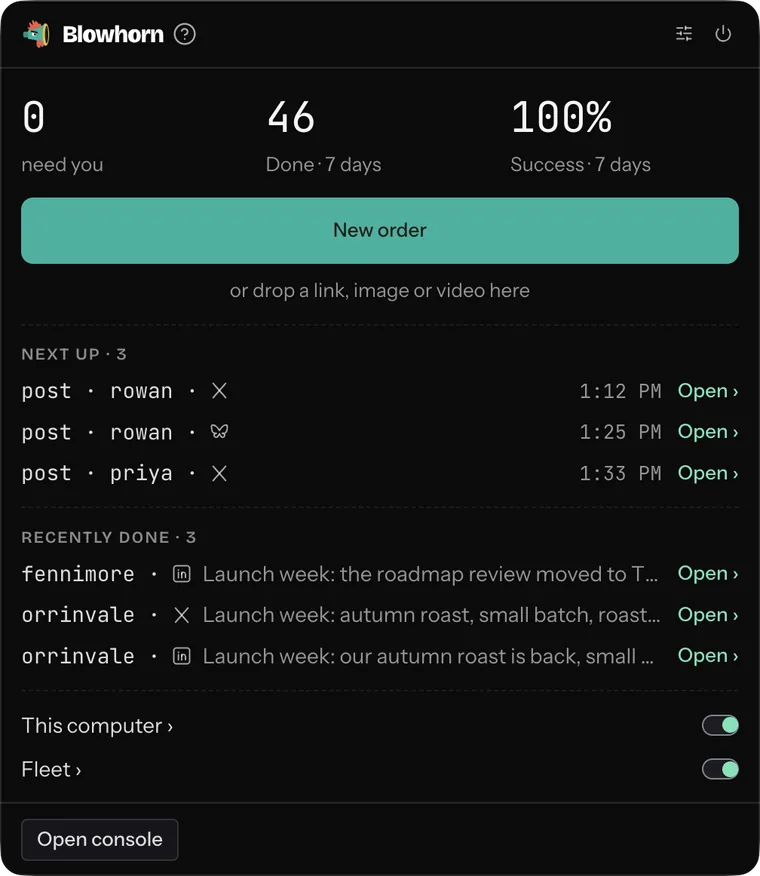 Blowhorn ?
0 46 100%
need you Done · 7 days Success · 7 days
New order
or drop a link, image or video here
NEXT UP · 3
post · rowan · X 1:12 PM Open ›
post · rowan · 1:25 PM Open ›
post · priya · X 1:33 PM Open ›
RECENTLY DONE · 3
fennimore · in Launch week: the roadmap review moved to T... Open ›
orrinvale · X Launch week: autumn roast, small batch, roast... Open ›
orrinvale · in Launch week: our autumn roast is back, small ... Open ›
This computer ›
Fleet ›
Open console